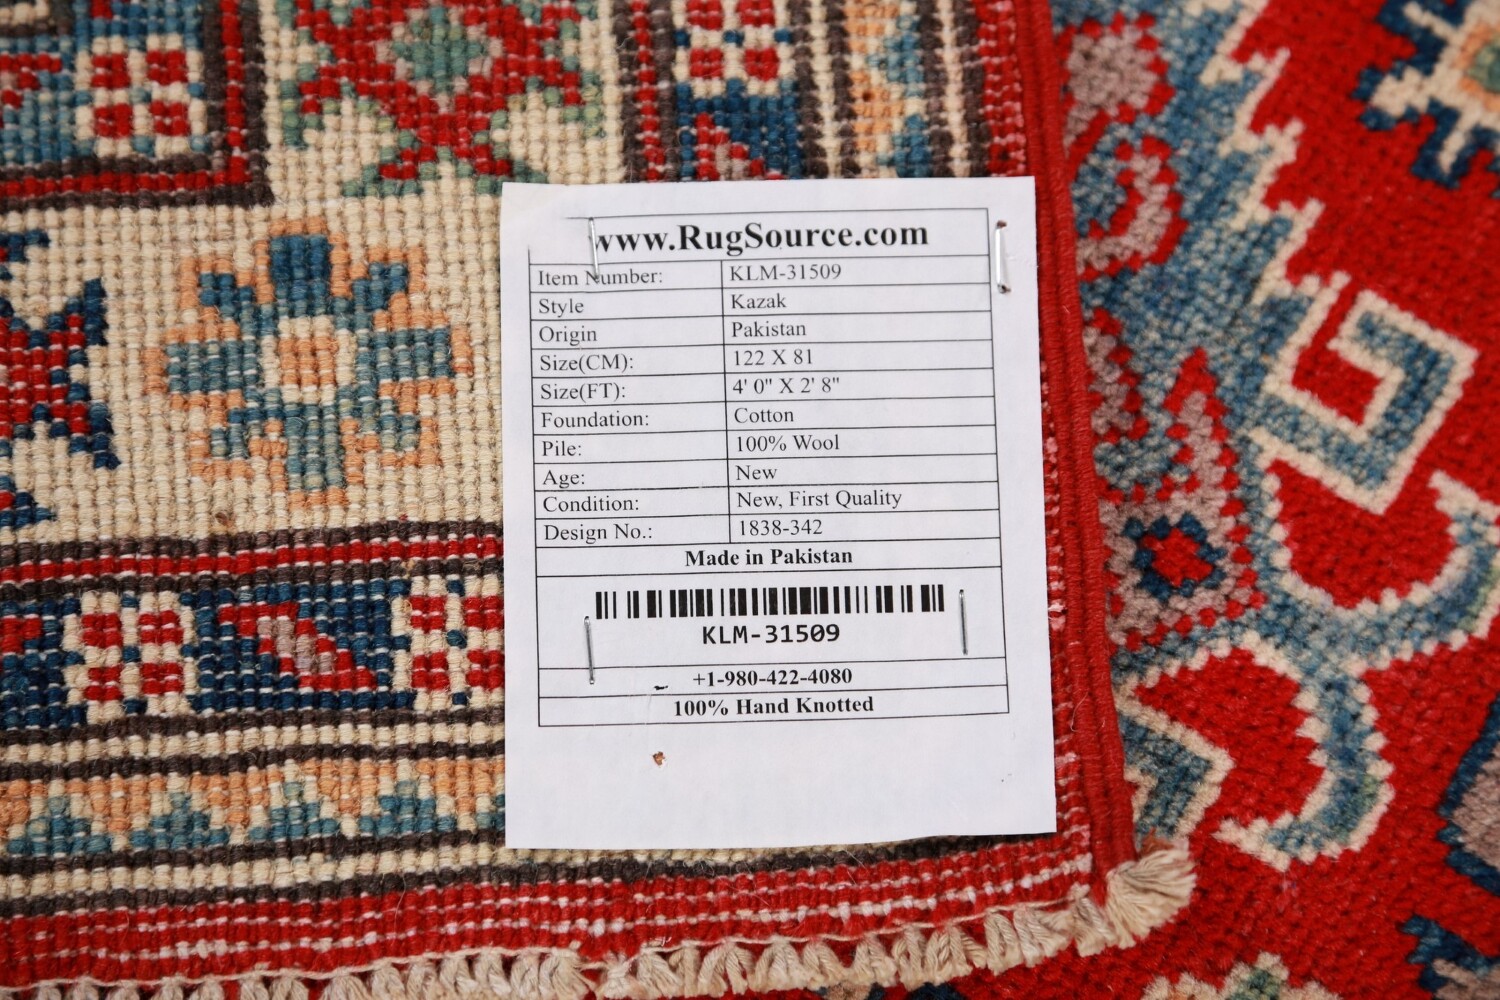 www.RugSource.com
Item Number: KLM-31509
Style Kazak
Origin Pakistan
Size(CM): 122 X 81
Size(FT): 4' 0" X 2' 8"
Foundation: Cotton
Pile: 100% Wool
Age: New
Condition: New, First Quality
Design No.: 1838-342
Made in Pakistan
KLM-31509
+1-980-422-4080
100% Hand Knotted